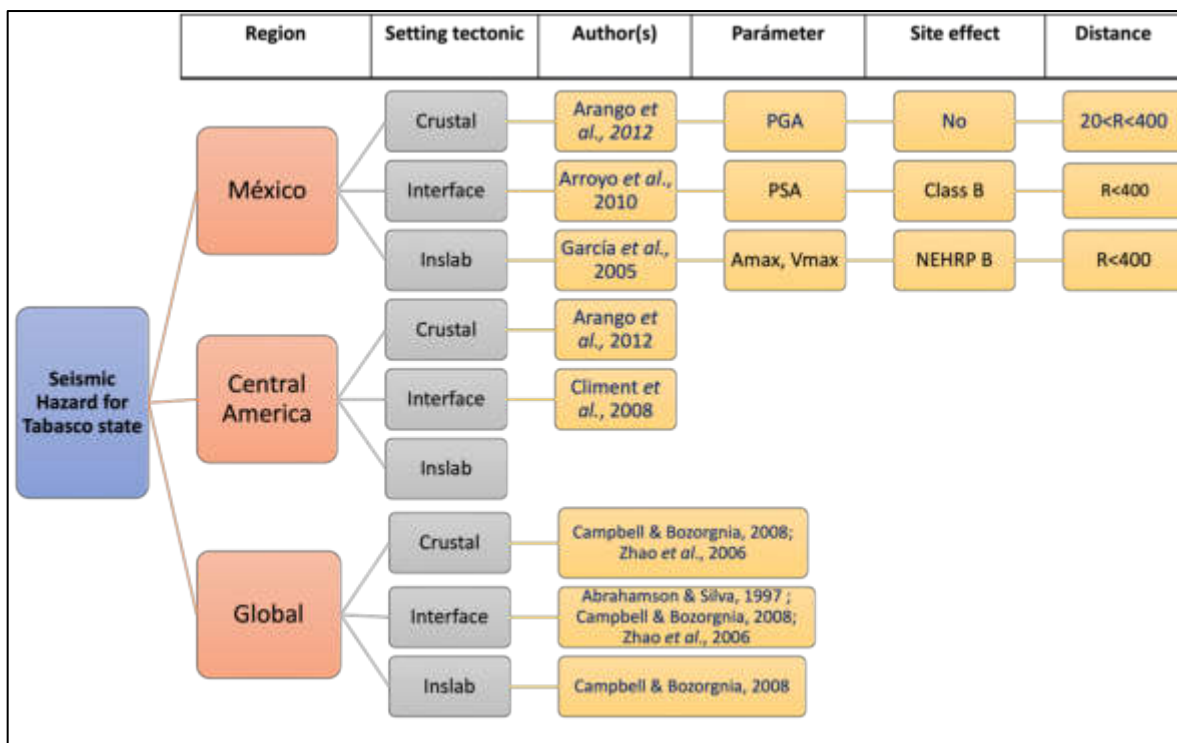 Region
Setting tectonic
Author(s)
Parámeter
Site effect
Distance
Seismic
Hazard for
Tabasco state
México
Crustal
Arango et
al., 2012
PGA
No
20<R<400
Interface
Arroyo et al.,
2010
PSA
Class B
R<400
Inslab
García et al.,
2005
Amax, Vmax
NEHRP B
R<400
Central
America
Crustal
Arango et
al., 2012
Interface
Climent et
al., 2008
Inslab
Global
Crustal
Campbell & Bozorgnia, 2008;
Zhao et al., 2006
Interface
Abrahamson & Silva, 1997 ;
Campbell & Bozorgnia, 2008;
Zhao et al., 2006
Inslab
Campbell & Bozorgnia, 2008